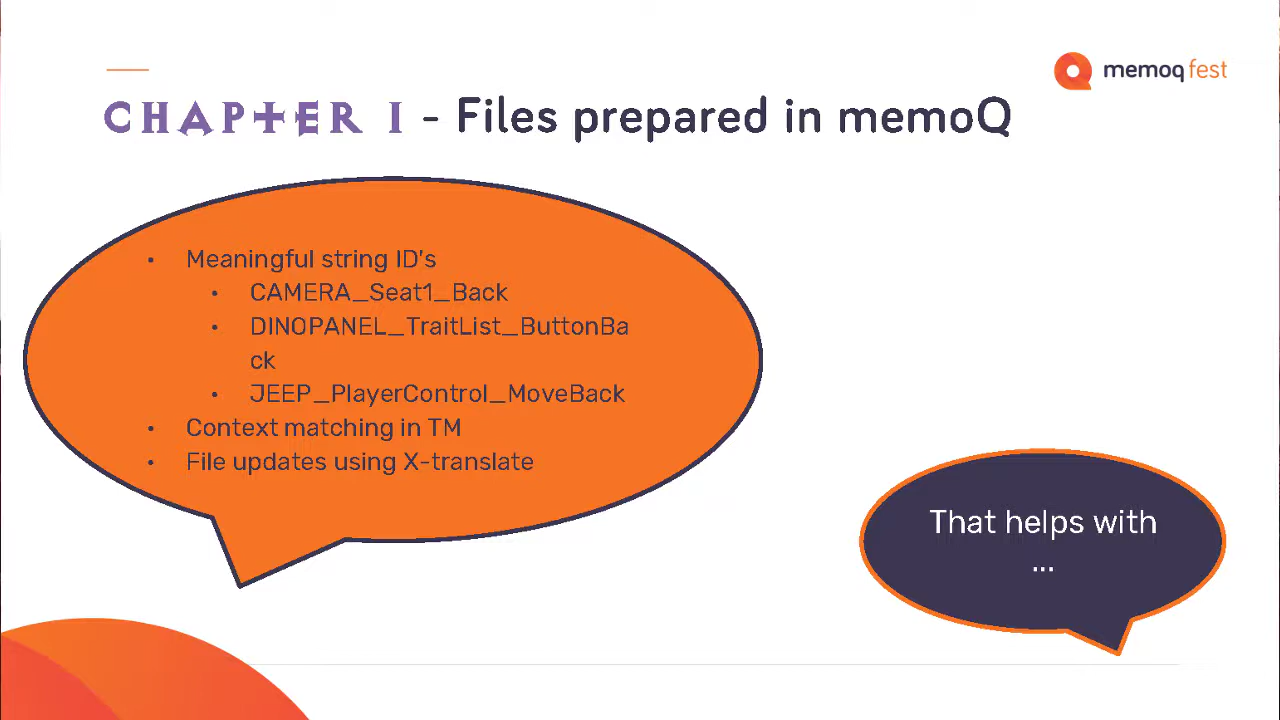 memoq fest
CHAPTER I - Files prepared in memoQ
• Meaningful string ID's
• CAMERA_Seat1_Back
• DINOPANEL_TraitList_ButtonBa
ck
• JEEP_PlayerControl_MoveBack
• Context matching in TM
• File updates using X-translate
That helps with
...